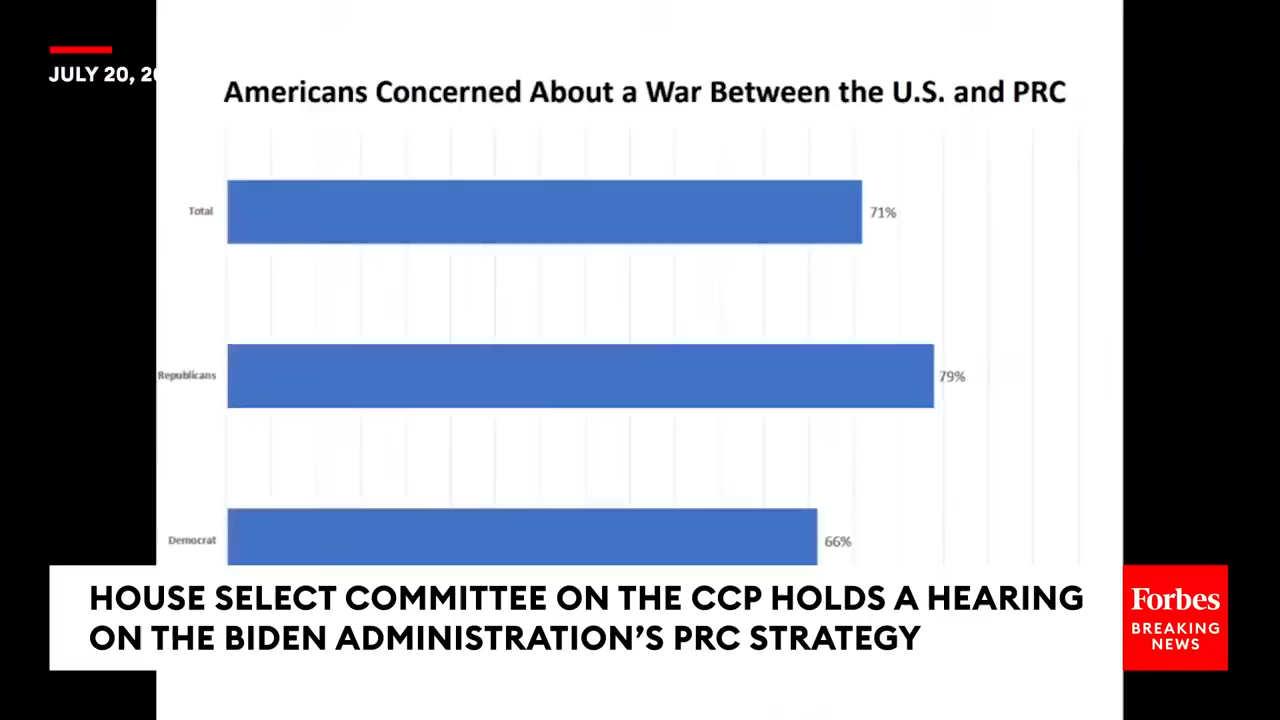 JULY 20, 20
Americans Concerned About a War Between the U.S. and PRC
Total
71%
Republicans
79%
Democrat
66%
HOUSE SELECT COMMITTEE ON THE CCP HOLDS A HEARING
ON THE BIDEN ADMINISTRATION’S PRC STRATEGY
Forbes
BREAKING
NEWS